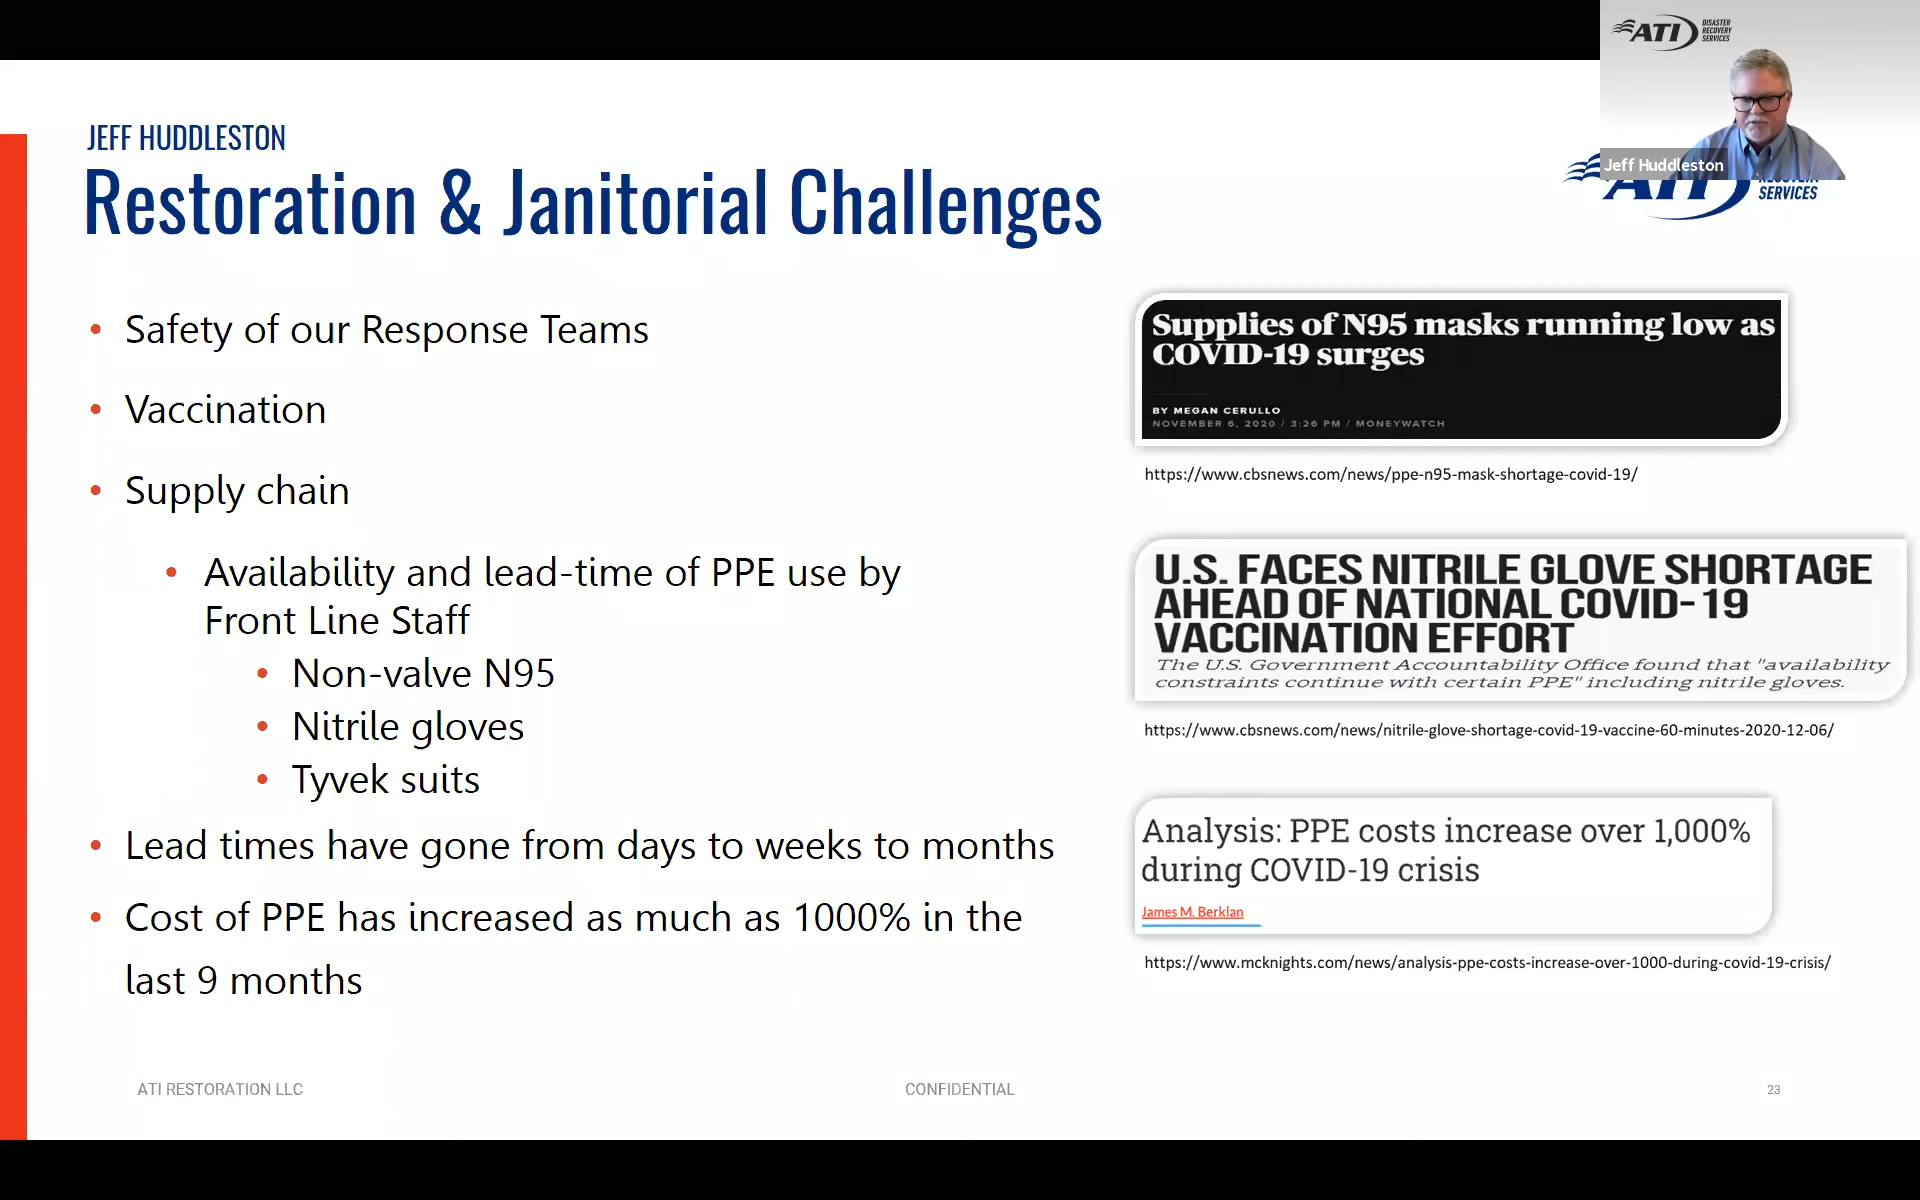 ATI DISASTER
RECOVERY
SERVICES
Jeff Huddleston
JEFF HUDDLESTON
Restoration & Janitorial Challenges
ATI
SERVICES
• Safety of our Response Teams
• Vaccination
• Supply chain
• Availability and lead-time of PPE use by
Front Line Staff
• Non-valve N95
• Nitrile gloves
• Tyvek suits
• Lead times have gone from days to weeks to months
• Cost of PPE has increased as much as 1000% in the
last 9 months
Supplies of N95 masks running low as
COVID-19 surges
BY MEGAN CERULLO
NOVEMBER 6, 2020 / 3:26 PM / MONEYWATCH
https://www.cbsnews.com/news/ppe-n95-mask-shortage-covid-19/
U.S. FACES NITRILE GLOVE SHORTAGE
AHEAD OF NATIONAL COVID-19
VACCINATION EFFORT
The U.S. Government Accountability Office found that "availability
constraints continue with certain PPE" including nitrile gloves.
https://www.cbsnews.com/news/nitrile-glove-shortage-covid-19-vaccine-60-minutes-2020-12-06/
Analysis: PPE costs increase over 1,000%
during COVID-19 crisis
James M. Berklan
https://www.mcknights.com/news/analysis-ppe-costs-increase-over-1000-during-covid-19-crisis/
ATI RESTORATION LLC
CONFIDENTIAL
23